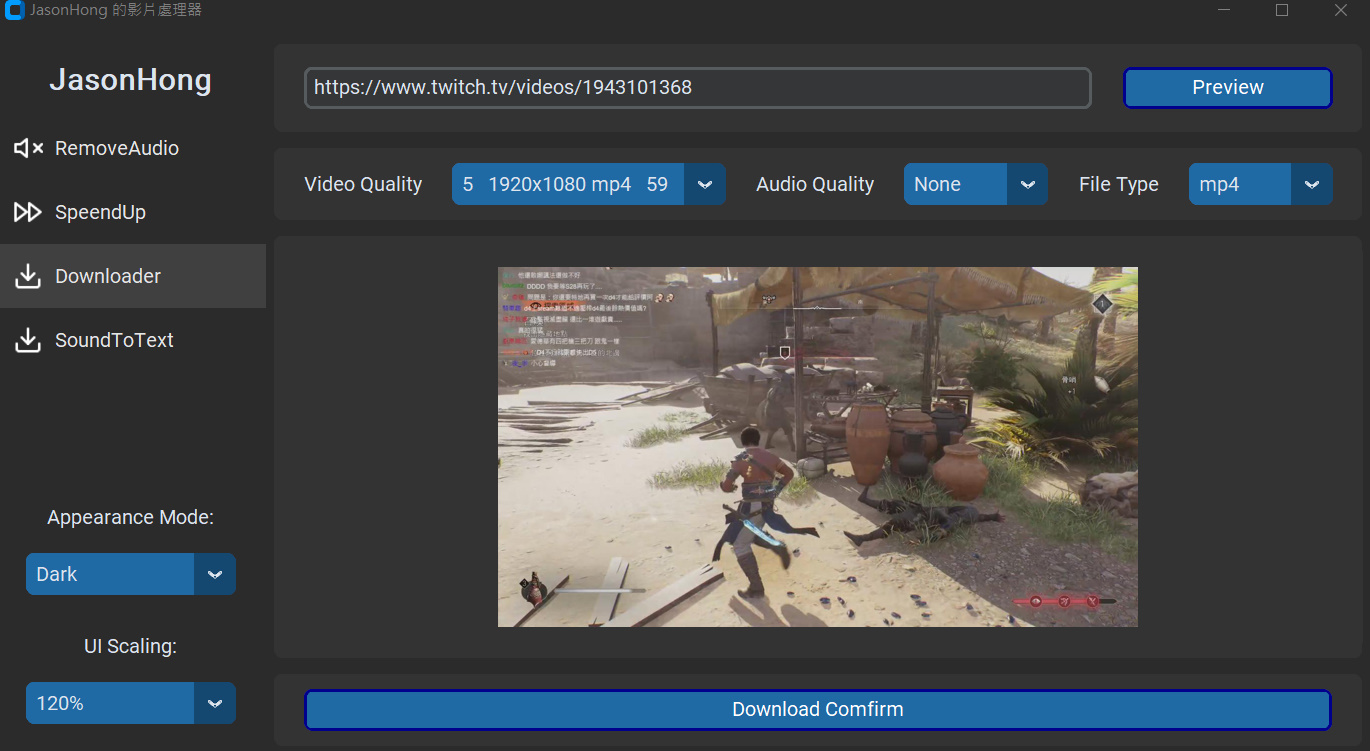 JasonHong 的影片處理器
JasonHong
RemoveAudio
SpeendUp
Downloader
SoundToText
Appearance Mode:
Dark
UI Scaling:
120%
https://www.twitch.tv/videos/1943101368
Preview
Video Quality
5 1920x1080 mp4 59
Audio Quality
None
File Type
mp4
Download Comfirm